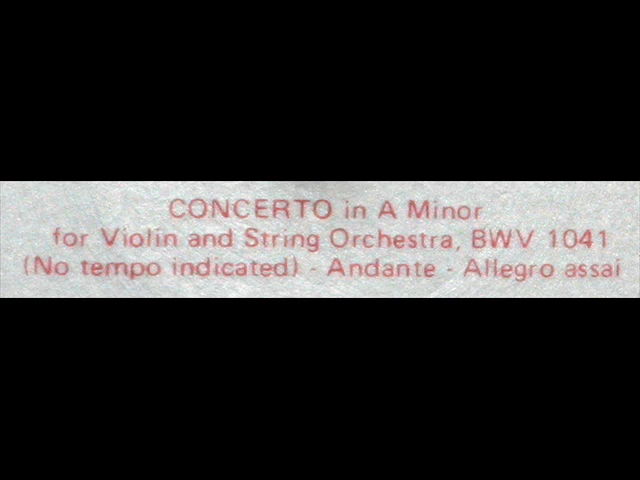 CONCERTO in A Minor
for Violin and String Orchestra, BWV 1041
(No tempo indicated) - Andante - Allegro assai